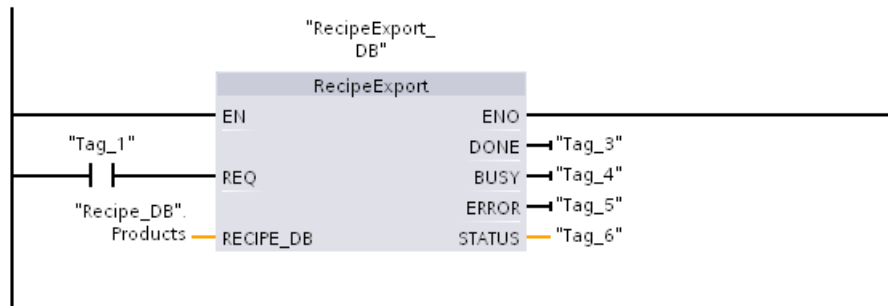 "RecipeExport_
DB"
RecipeExport
EN
ENO
"Tag_1"
DONE
"Tag_3"
REQ
BUSY
"Tag_4"
ERROR
"Tag_5"
"Recipe_DB".
Products
RECIPE_DB
STATUS
"Tag_6"